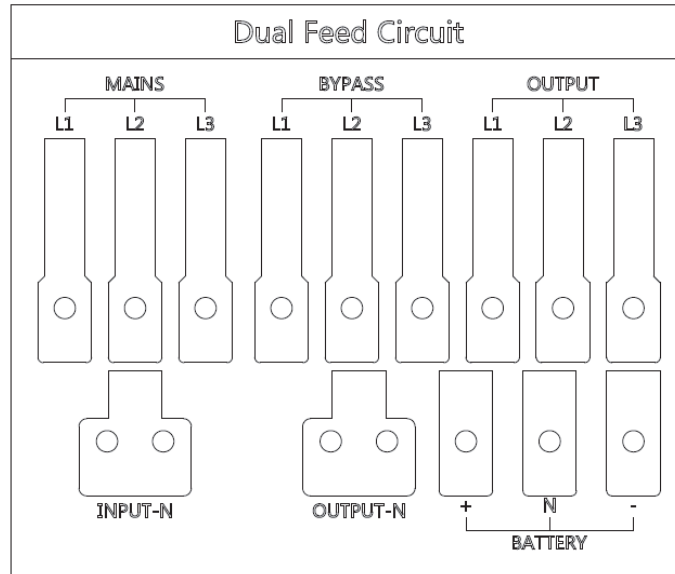 Dual Feed Circuit
MAINS BYPASS OUTPUT
L1 L2 L3 L1 L2 L3 L1 L2 L3
INPUT-N OUTPUT-N + N -
BATTERY